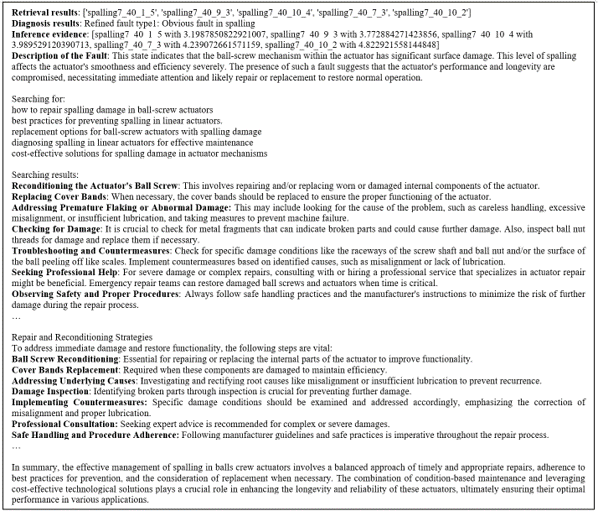 Retrieval results: ['spalling7_40_1_5', 'spalling7_40_9_3', 'spalling7_40_10_4', 'spalling7_40_7_3', 'spalling7_40_10_2']
Diagnosis results: Refined fault type1: Obvious fault in spalling
Inference evidence: [spalling7_40_1_5 with 3.1987850822921007, spalling7_40_9_3 with 3.772884271423856, spalling7_40_10_4 with
3.989529120390713, spalling7_40_7_3 with 4.239072661571159, spalling7_40_10_2 with 4.822921558144848]
Description of the Fault: This state indicates that the ball-screw mechanism within the actuator has significant surface damage. This level of spalling
affects the actuator's smoothness and efficiency severely. The presence of such a fault suggests that the actuator's performance and longevity are
compromised, necessitating immediate attention and likely repair or replacement to restore normal operation.
Searching for:
how to repair spalling damage in ball-screw actuators
best practices for preventing spalling in linear actuators.
replacement options for ball-screw actuators with spalling damage
diagnosing spalling in linear actuators for effective maintenance
cost-effective solutions for spalling damage in actuator mechanisms
Searching results:
Reconditioning the Actuator's Ball Screw: This involves repairing and/or replacing worn or damaged internal components of the actuator.
Replacing Cover Bands: When necessary, the cover bands should be replaced to ensure the proper functioning of the actuator.
Addressing Premature Flaking or Abnormal Damage: This may include looking for the cause of the problem, such as careless handling, excessive
misalignment, or insufficient lubrication, and taking measures to prevent machine failure.
Checking for Damage: It is crucial to check for metal fragments that can indicate broken parts and could cause further damage. Also, inspect ball nut
threads for damage and replace them if necessary.
Troubleshooting and Countermeasures: Check for specific damage conditions like the raceways of the screw shaft and ball nut and/or the surface of
the ball peeling off like scales. Implement countermeasures based on identified causes, such as misalignment or lack of lubrication.
Seeking Professional Help: For severe damage or complex repairs, consulting with or hiring a professional service that specializes in actuator repair
might be beneficial. Emergency repair teams can restore damaged ball screws and actuators when time is critical.
Observing Safety and Proper Procedures: Always follow safe handling practices and the manufacturer's instructions to minimize the risk of further
damage during the repair process.
…
Repair and Reconditioning Strategies
To address immediate damage and restore functionality, the following steps are vital:
Ball Screw Reconditioning: Essential for repairing or replacing the internal parts of the actuator to improve functionality.
Cover Bands Replacement: Required when these components are damaged to maintain efficiency.
Addressing Underlying Causes: Investigating and rectifying root causes like misalignment or insufficient lubrication to prevent recurrence.
Damage Inspection: Identifying broken parts through inspection is crucial for preventing further damage.
Implementing Countermeasures: Specific damage conditions should be examined and addressed accordingly, emphasizing the correction of
misalignment and proper lubrication.
Professional Consultation: Seeking expert advice is recommended for complex or severe damages.
Safe Handling and Procedure Adherence: Following manufacturer guidelines and safe practices is imperative throughout the repair process.
…
In summary, the effective management of spalling in balls crew actuators involves a balanced approach of timely and appropriate repairs, adherence to
best practices for prevention, and the consideration of replacement when necessary. The combination of condition-based maintenance and leveraging
cost-effective technological solutions plays a crucial role in enhancing the longevity and reliability of these actuators, ultimately ensuring their optimal
performance in various applications.